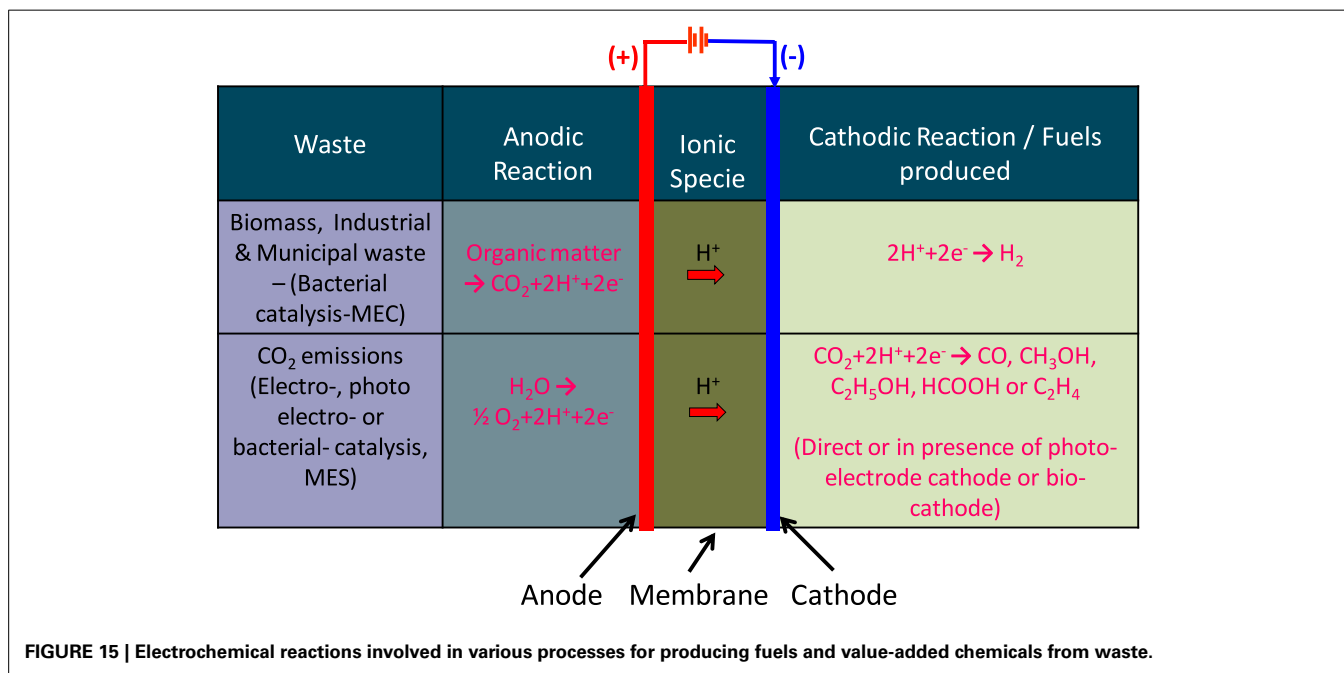 (+)
(-)
Waste
Anodic
Reaction
Ionic
Specie
Cathodic Reaction / Fuels
produced
Biomass, Industrial
& Municipal waste
– (Bacterial
catalysis-MEC)
Organic matter
→ CO₂+2H⁺+2e⁻
H⁺
2H⁺+2e⁻ → H₂
CO₂ emissions
(Electro-, photo
electro- or
bacterial- catalysis,
MES)
H₂O →
½ O₂+2H⁺+2e⁻
H⁺
CO₂+2H⁺+2e⁻ → CO, CH₃OH,
C₂H₅OH, HCOOH or C₂H₄
(Direct or in presence of photo-
electrode cathode or bio-
cathode)
Anode Membrane Cathode
FIGURE 15 | Electrochemical reactions involved in various processes for producing fuels and value-added chemicals from waste.